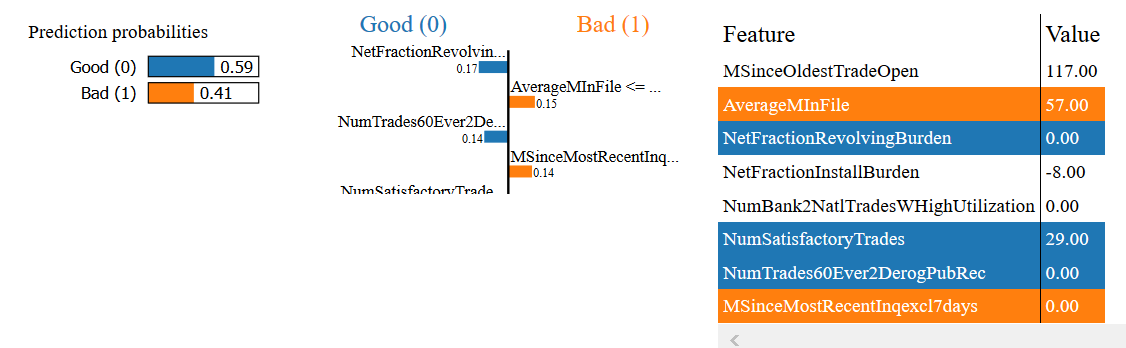 Prediction probabilities
Good (0) 0.59
Bad (1) 0.41
Good (0) Bad (1)
NetFractionRevolvin...
0.17
AverageMInFile <= ...
0.15
NumTrades60Ever2De...
0.14
MSinceMostRecentInq...
0.14
NumSatisfactoryTrade...
Feature Value
MSinceOldestTradeOpen 117.00
AverageMInFile 57.00
NetFractionRevolvingBurden 0.00
NetFractionInstallBurden -8.00
NumBank2NatlTradesWHighUtilization 0.00
NumSatisfactoryTrades 29.00
NumTrades60Ever2DerogPubRec 0.00
MSinceMostRecentInqexcl7days 0.00